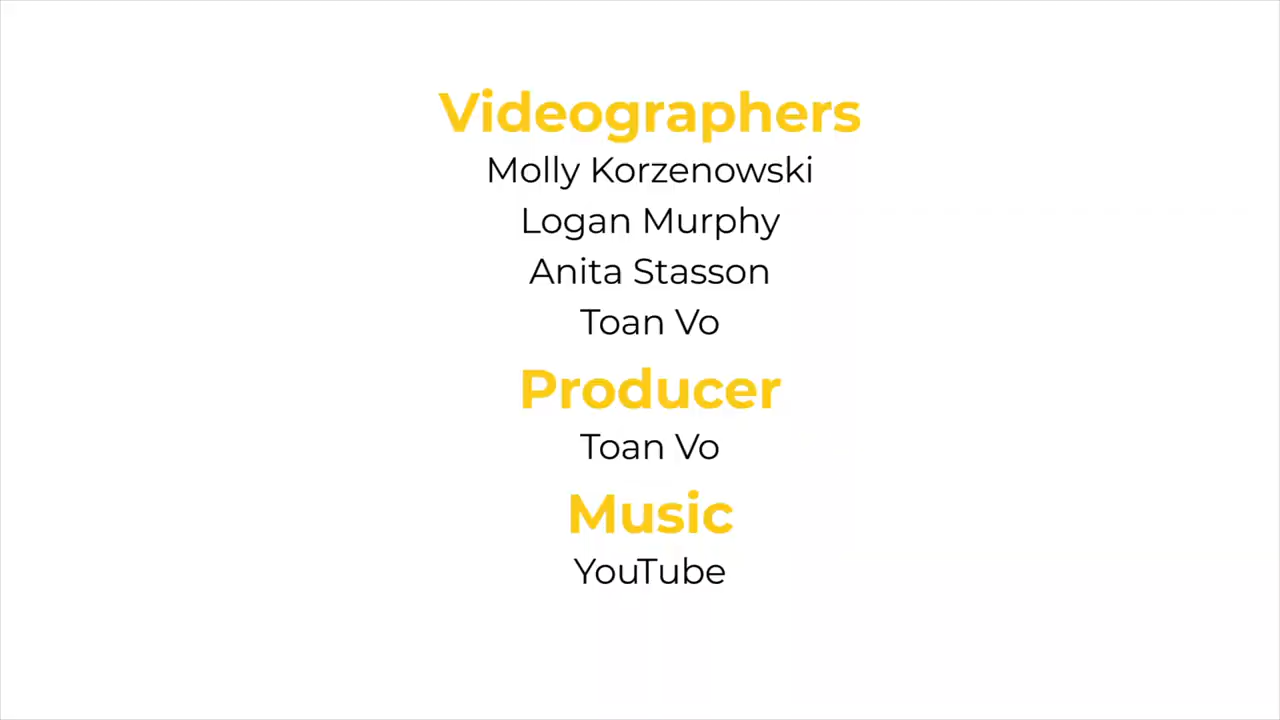 Videographers
Molly Korzenowski
Logan Murphy
Anita Stasson
Toan Vo
Producer
Toan Vo
Music
YouTube